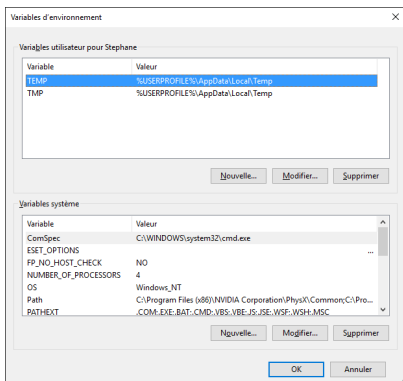 Variables d'environnement
Variables utilisateur pour Stephane
Variable Valeur
TEMP %USERPROFILE%\AppData\Local\Temp
TMP %USERPROFILE%\AppData\Local\Temp
Nouvelle... Modifier... Supprimer
Variables système
Variable Valeur
ComSpec C:\WINDOWS\system32\cmd.exe
ESET_OPTIONS ...
FP_NO_HOST_CHECK NO
NUMBER_OF_PROCESSORS 4
OS Windows_NT
Path C:\Program Files (x86)\NVIDIA Corporation\PhysX\Common;C:\Pro...
PATHEXT .COM;.EXE;.BAT;.CMD;.VBS;.VBE;.JS;.JSE;.WSF;.WSH;.MSC
Nouvelle... Modifier... Supprimer
OK Annuler